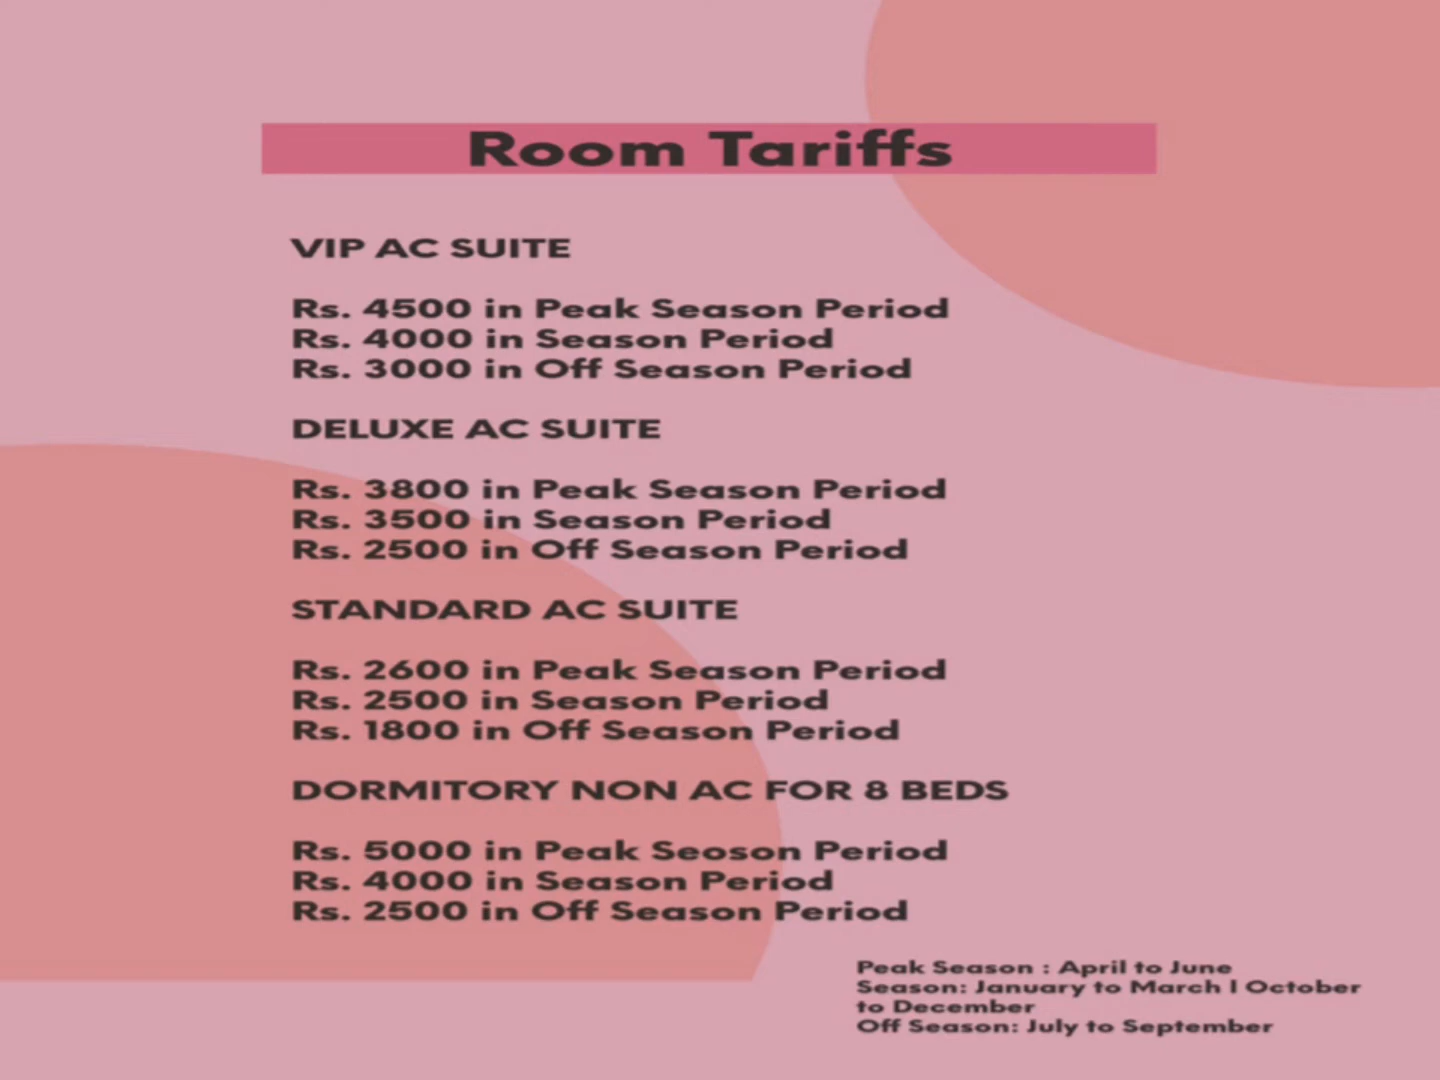 Room Tariffs
VIP AC SUITE
Rs. 4500 in Peak Season Period
Rs. 4000 in Season Period
Rs. 3000 in Off Season Period
DELUXE AC SUITE
Rs. 3800 in Peak Season Period
Rs. 3500 in Season Period
Rs. 2500 in Off Season Period
STANDARD AC SUITE
Rs. 2600 in Peak Season Period
Rs. 2500 in Season Period
Rs. 1800 in Off Season Period
DORMITORY NON AC FOR 8 BEDS
Rs. 5000 in Peak Seoson Period
Rs. 4000 in Season Period
Rs. 2500 in Off Season Period
Peak Season : April to June
Season: January to March I October
to December
Off Season: July to September